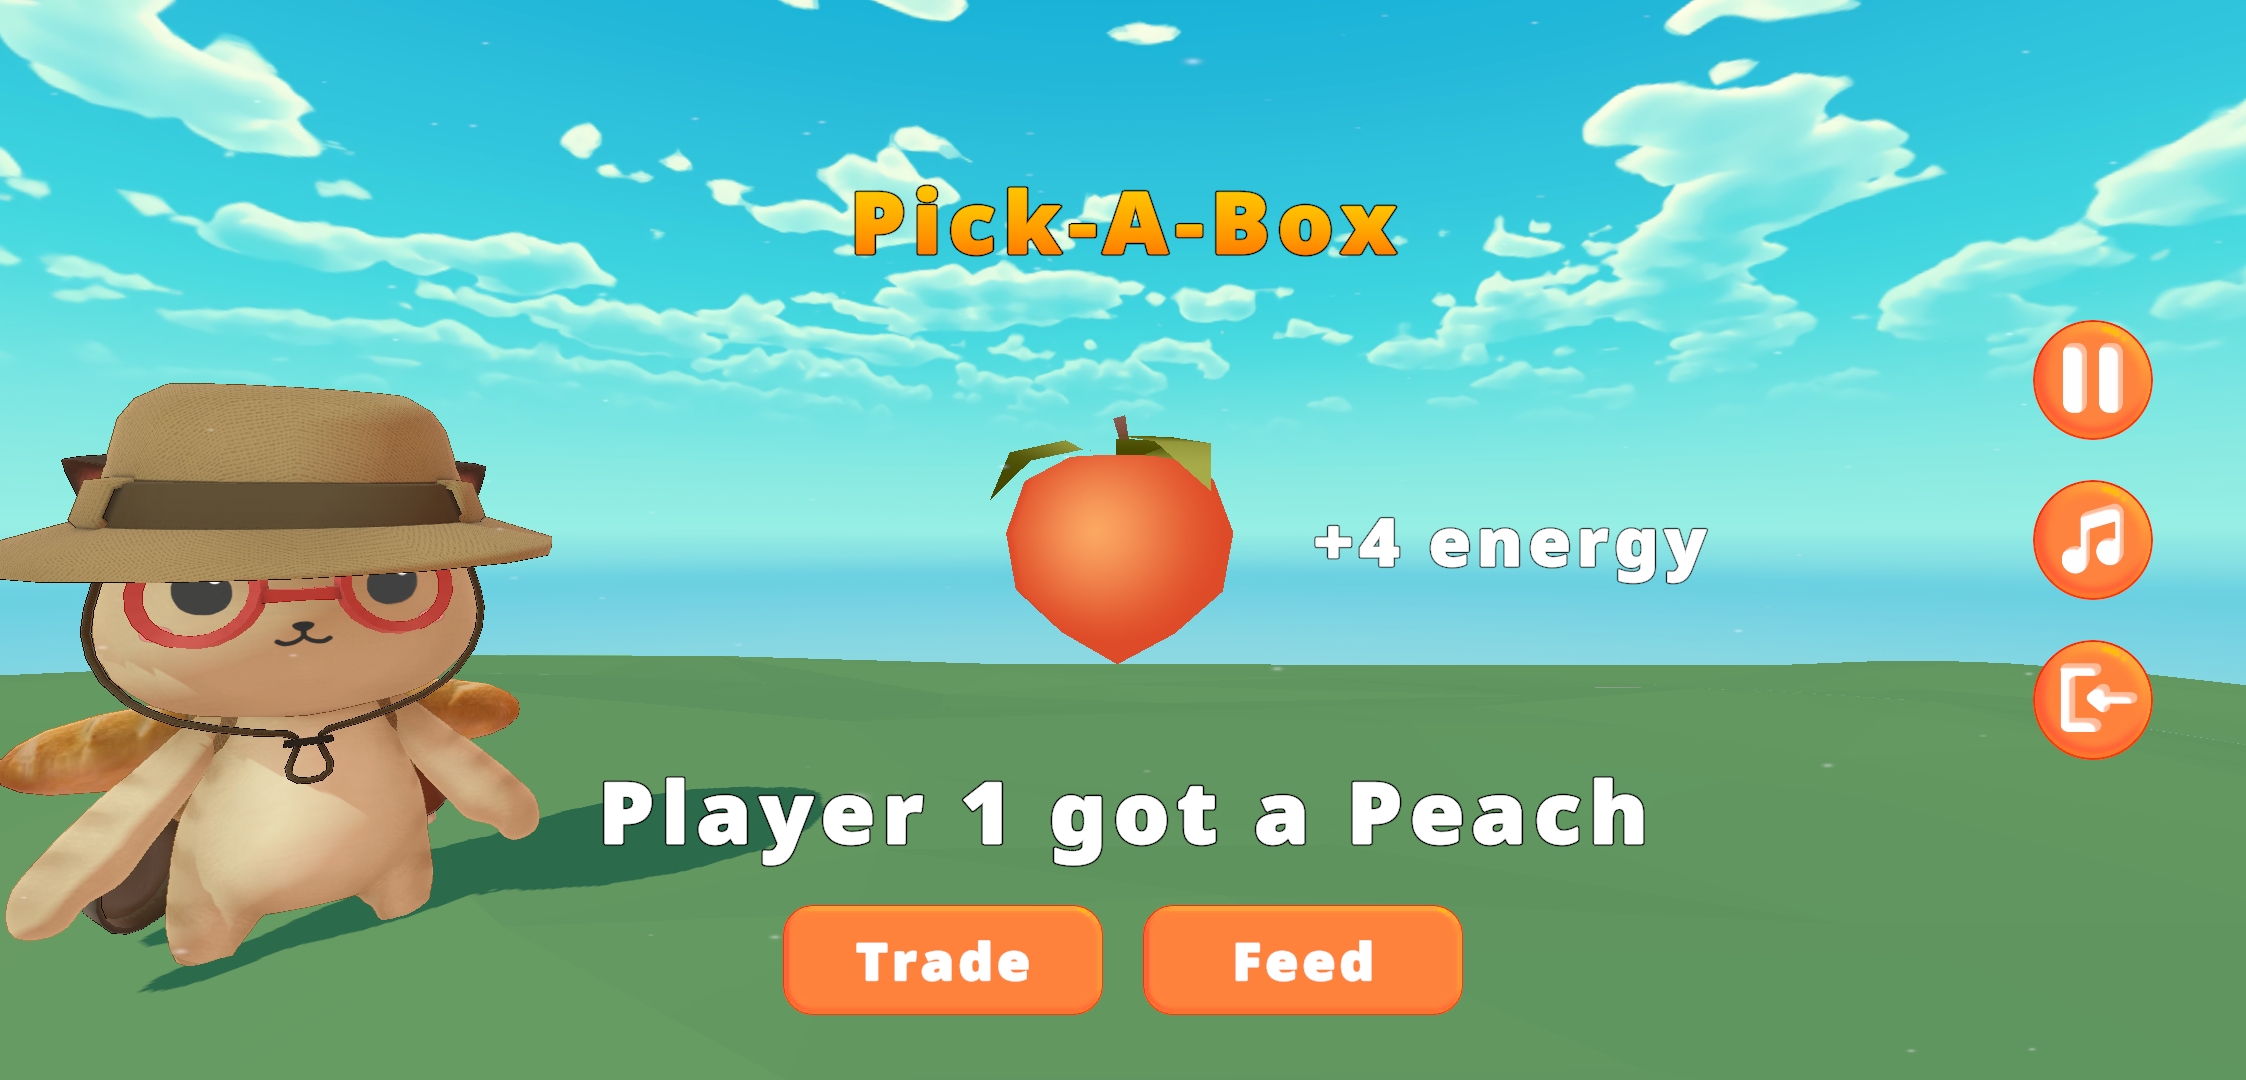 Pick-A-Box
+4 energy
Player 1 got a Peach
Trade
Feed